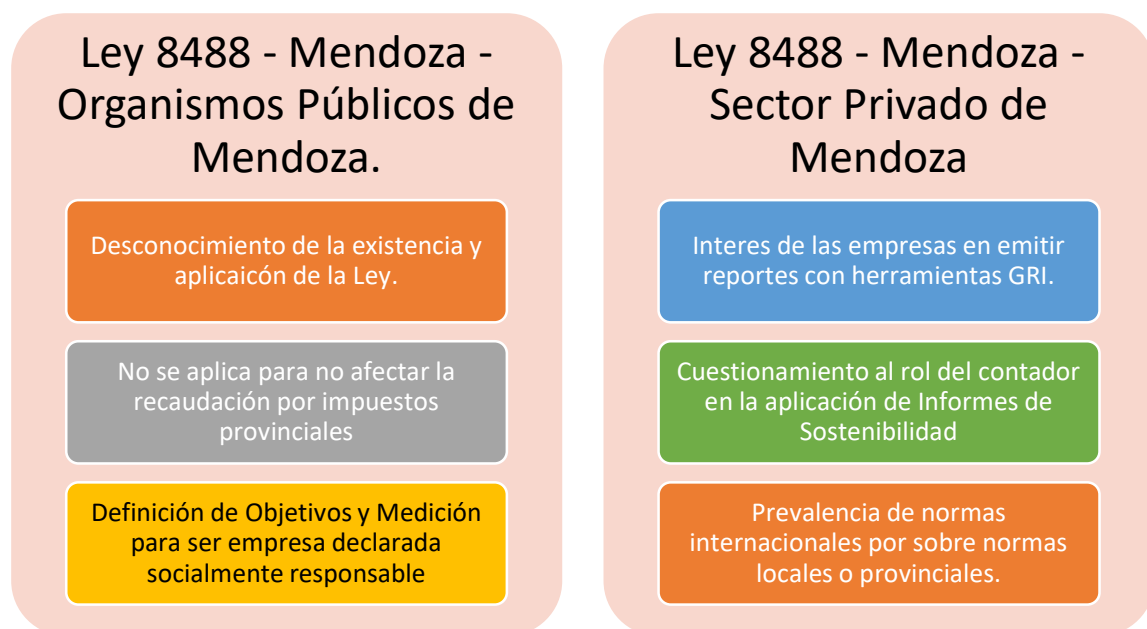 Ley 8488 - Mendoza -
Organismos Públicos de
Mendoza.
Desconocimiento de la existencia y
aplicaicón de la Ley.
No se aplica para no afectar la
recaudación por impuestos
provinciales
Definición de Objetivos y Medición
para ser empresa declarada
socialmente responsable
Ley 8488 - Mendoza -
Sector Privado de
Mendoza
Interes de las empresas en emitir
reportes con herramientas GRI.
Cuestionamiento al rol del contador
en la aplicación de Informes de
Sostenibilidad
Prevalencia de normas
internacionales por sobre normas
locales o provinciales.